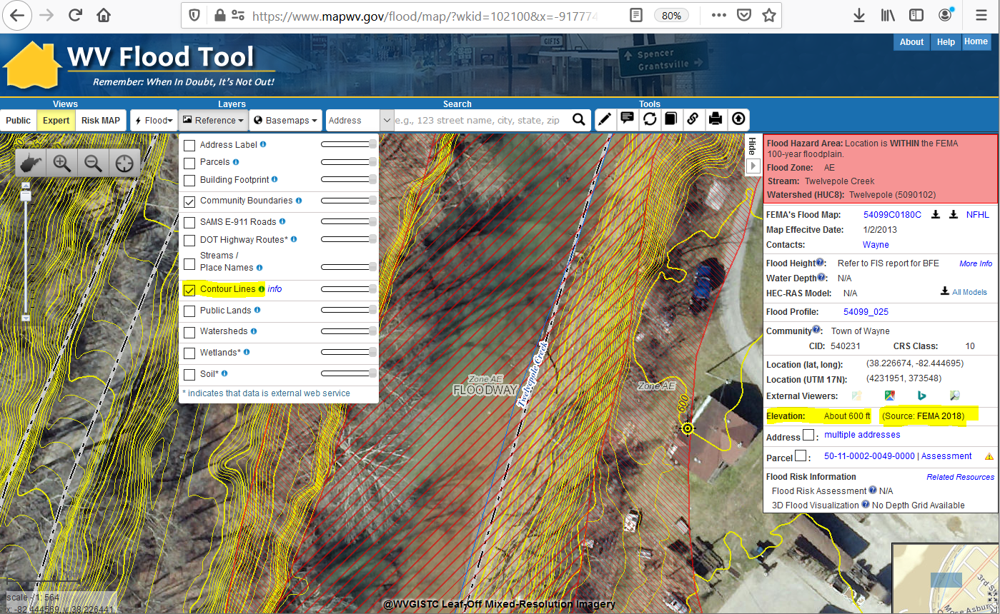 https://www.mapwv.gov/flood/map/?wkid=102100&x=-917774
80%
WV Flood Tool
Remember: When In Doubt, It's Not Out!
GIFTS
Spencer
Grantsville
About
Help
Home
Views
Layers
Search
Tools
Public
Expert
Risk MAP
Flood
Reference
Basemaps
Address
e.g., 123 street name, city, state, zip
Address Label
Parcels
Building Footprint
Community Boundaries
SAMS E-911 Roads
DOT Highway Routes*
Streams /
Place Names
Contour Lines info
Public Lands
Watersheds
Wetlands*
Soil*
* indicates that data is external web service
Hide
Zone AE
FLOODWAY
Twelvepole Creek
Zone AE
600
Flood Hazard Area: Location is WITHIN the FEMA
100-year floodplain.
Flood Zone: AE
Stream: Twelvepole Creek
Watershed (HUC8): Twelvepole (5090102)
FEMA's Flood Map: 54099C0180C NFHL
Map Effecitve Date: 1/2/2013
Contacts: Wayne
Flood Height: Refer to FIS report for BFE More Info
Water Depth: N/A
HEC-RAS Model: N/A All Models
Flood Profile: 54099_025
Community: Town of Wayne
CID: 540231 CRS Class: 10
Location (lat, long): (38.226674, -82.444695)
Location (UTM 17N): (4231951, 373548)
External Viewers:
Elevation: About 600 ft (Source: FEMA 2018)
Address : multiple addresses
Parcel : 50-11-0002-0049-0000 | Assessment
Flood Risk Information Related Resources
Flood Risk Assessment N/A
3D Flood Visualization No Depth Grid Available
3rd St
Mose Asbury
scale ~ 1: 564
x: -82.444569, y: 38.226441
@WVGISTC Leaf-Off Mixed-Resolution Imagery